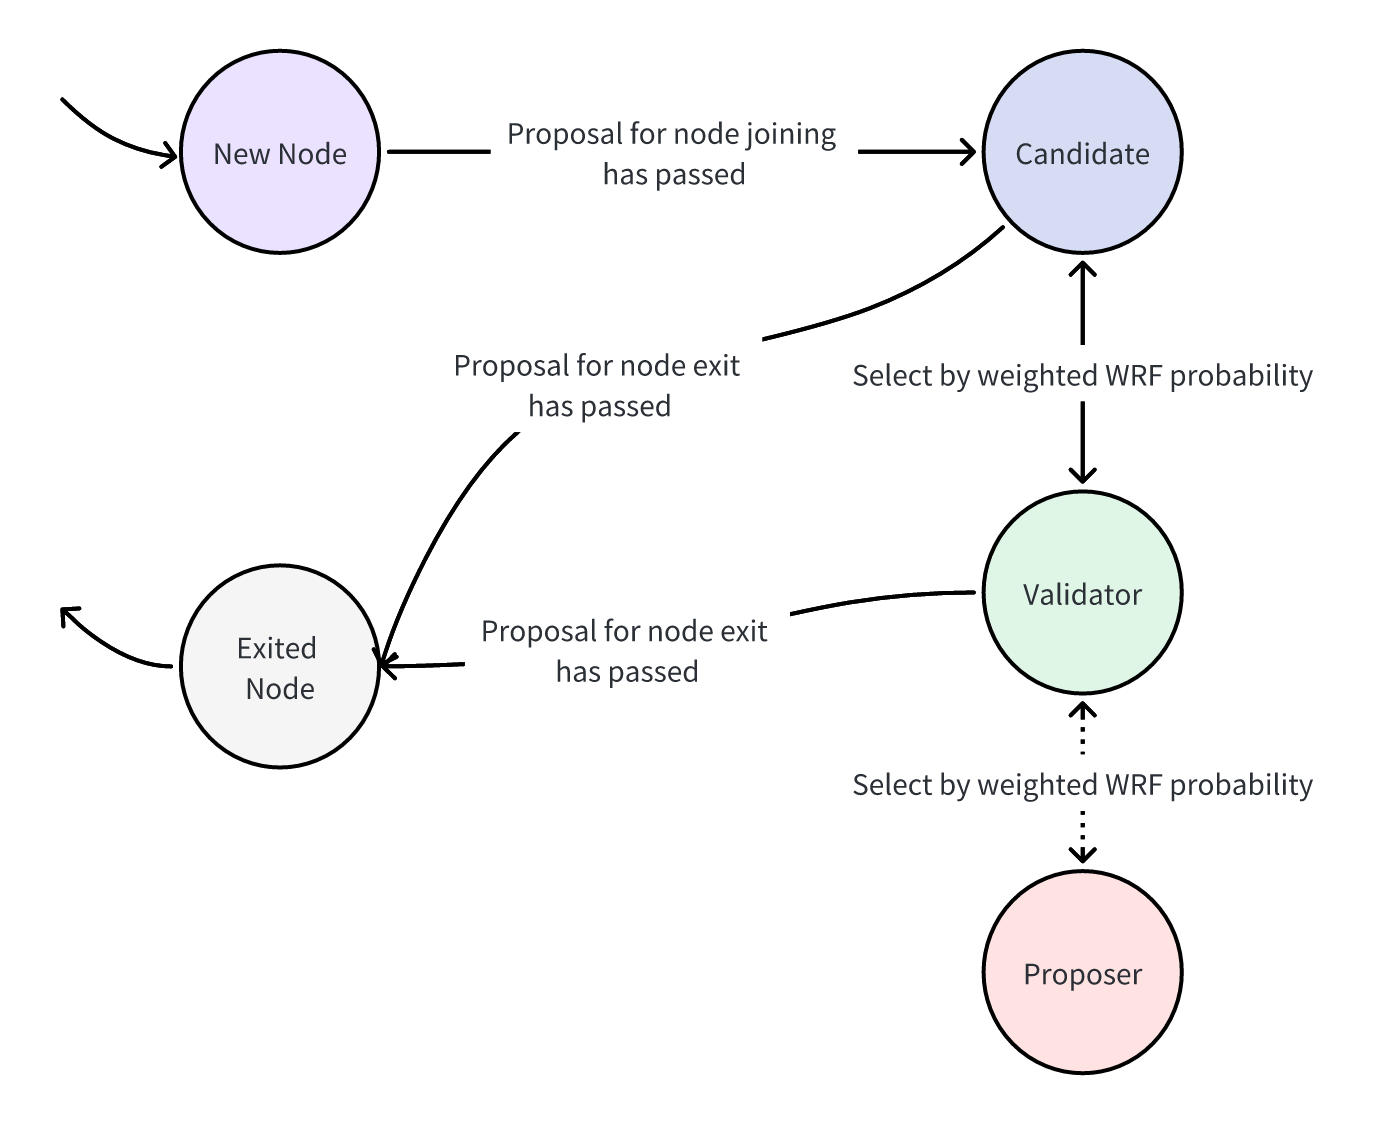 New Node
Proposal for node joining
has passed
Candidate
Proposal for node exit
has passed
Select by weighted WRF probability
Exited
Node
Proposal for node exit
has passed
Validator
Select by weighted WRF probability
Proposer